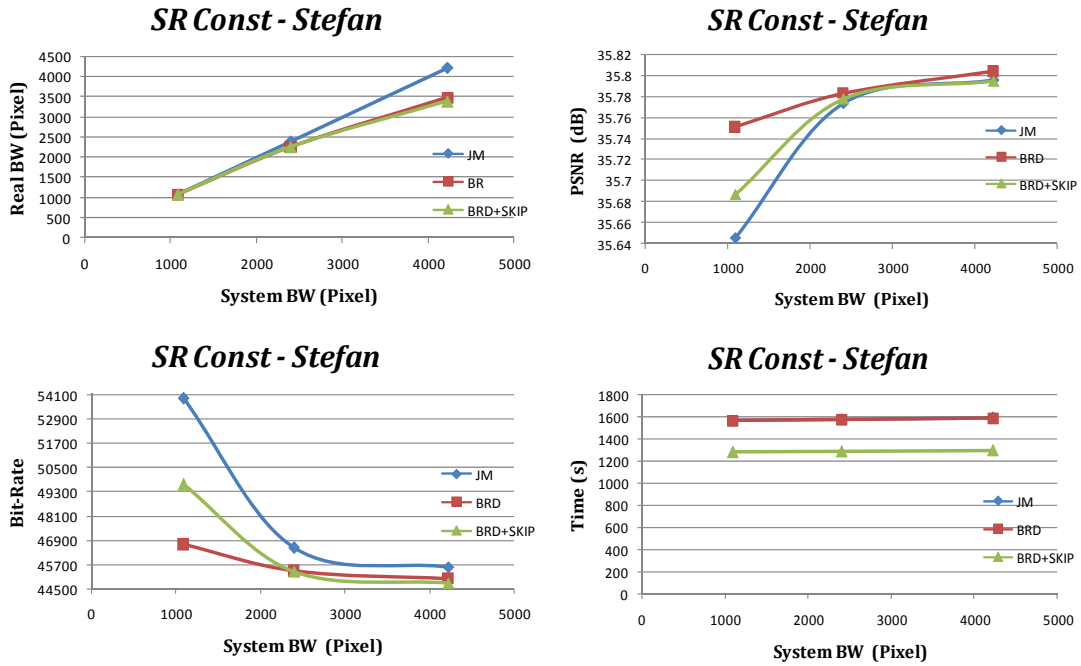 SR Const - Stefan
Real BW (Pixel)
4500
4000
3500
3000
2500
2000
1500
1000
500
0
0 1000 2000 3000 4000 5000
System BW (Pixel)
JM
BR
BRD+SKIP
SR Const - Stefan
PSNR (dB)
35.82
35.8
35.78
35.76
35.74
35.72
35.7
35.68
35.66
35.64
0 1000 2000 3000 4000 5000
System BW (Pixel)
JM
BRD
BRD+SKIP
SR Const - Stefan
Bit-Rate
54100
52900
51700
50500
49300
48100
46900
45700
44500
0 1000 2000 3000 4000 5000
System BW (Pixel)
JM
BRD
BRD+SKIP
SR Const - Stefan
Time (s)
1800
1600
1400
1200
1000
800
600
400
200
0
0 1000 2000 3000 4000 5000
System BW (Pixel)
JM
BRD
BRD+SKIP